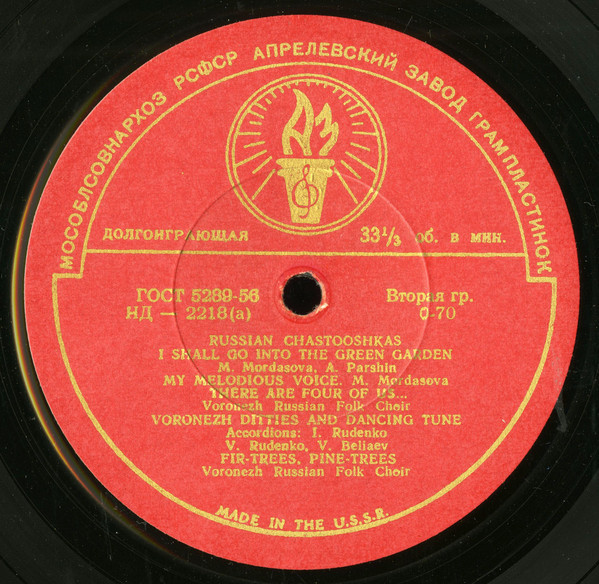 МОСОБЛСОВНАРХОЗ РСФСР АПРЕЛЕВСКИЙ ЗАВОД ГРАМПЛАСТИНОК
АЗ
ДОЛГОИГРАЮЩАЯ 33⅓ об. в мин.
ГОСТ 5289-56 Вторая гр.
НД — 2218(а) 0-70
RUSSIAN CHASTOOSHKAS
I SHALL GO INTO THE GREEN GARDEN
M. Mordasova, A. Parshin
MY MELODIOUS VOICE. M. Mordasova
THERE ARE FOUR OF US...
Voronezh Russian Folk Choir
VORONEZH DITTIES AND DANCING TUNE
Accordions: I. Rudenko
V. Rudenko, V. Beliaev
FIR-TREES, PINE-TREES
Voronezh Russian Folk Choir
MADE IN THE U.S.S.R.